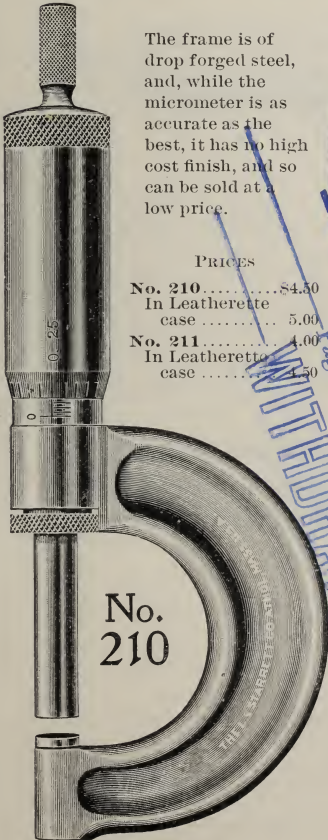 The frame is of
drop forged steel,
and, while the
micrometer is as
accurate as the
best, it has no high
cost finish, and so
can be sold at a
low price.
PRICES
No. 210..........$4.50
In Leatherette
case ......... 5.00
No. 211..........4.00
In Leatherette
case ......... 4.50
0 .25
0
No.
210
THE L.S. STARRETT CO. ATHOL, MASS. U.S.A.